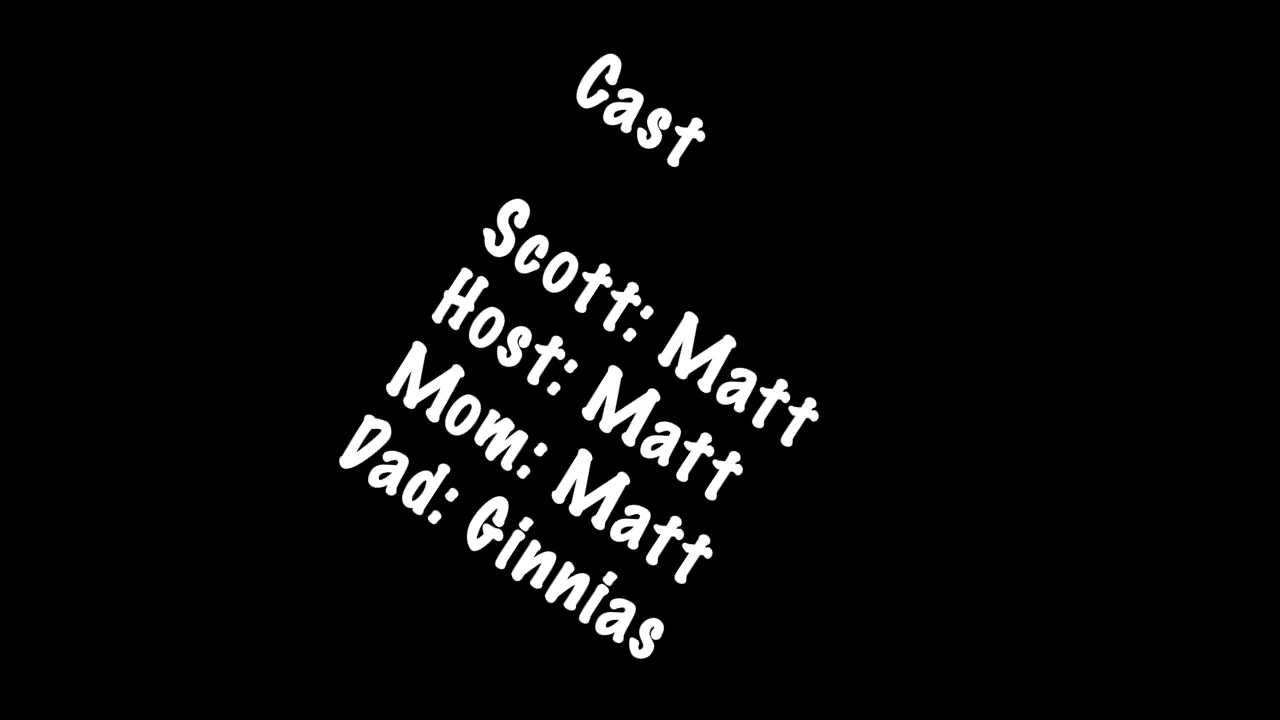 Cast
Scott: Matt
Host: Matt
Mom: Matt
Dad: Ginnias